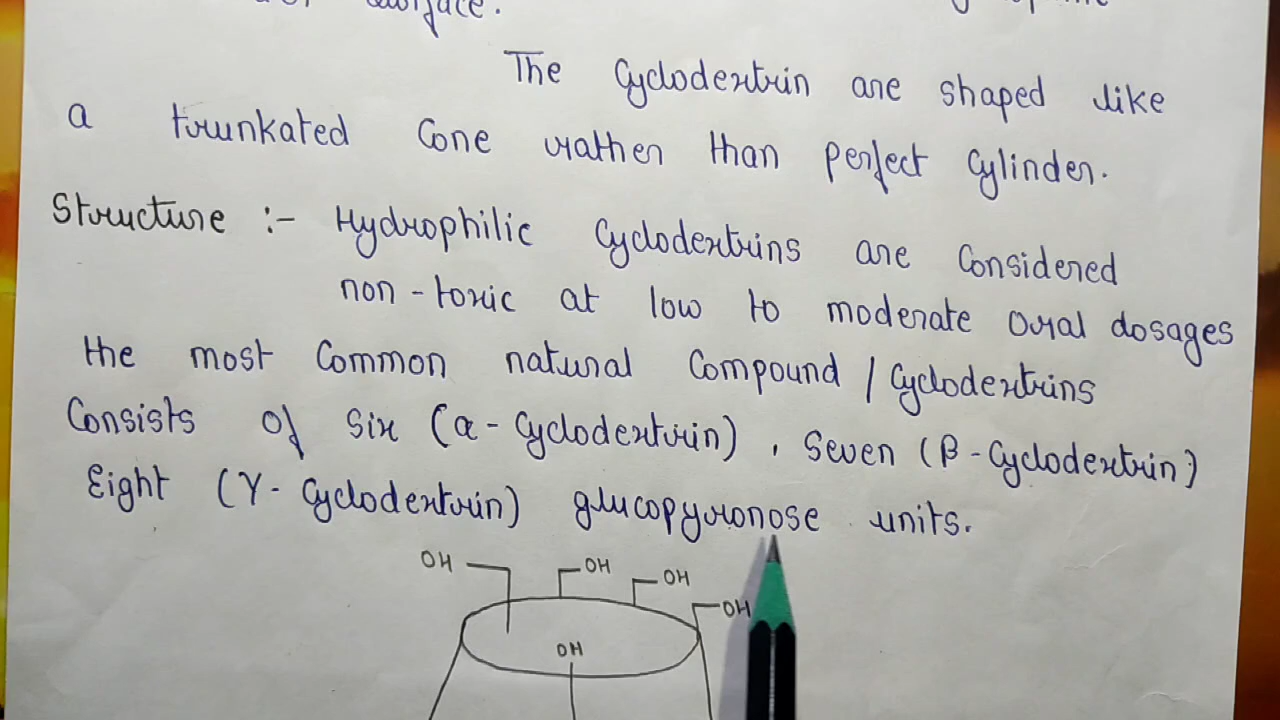 surface.
The Cyclodextrin are shaped like
a trunkated Cone rather than perfect Cylinder.
Structure :- Hydrophilic Cyclodextrins are Considered
non-toxic at low to moderate oral dosages
the most Common natural Compound / Cyclodextrins
Consists of Six (α-Cyclodextrin), Seven (β-Cyclodextrin)
Eight (γ-Cyclodextrin) glucopyronose units.
OH
OH
OH
OH
OH